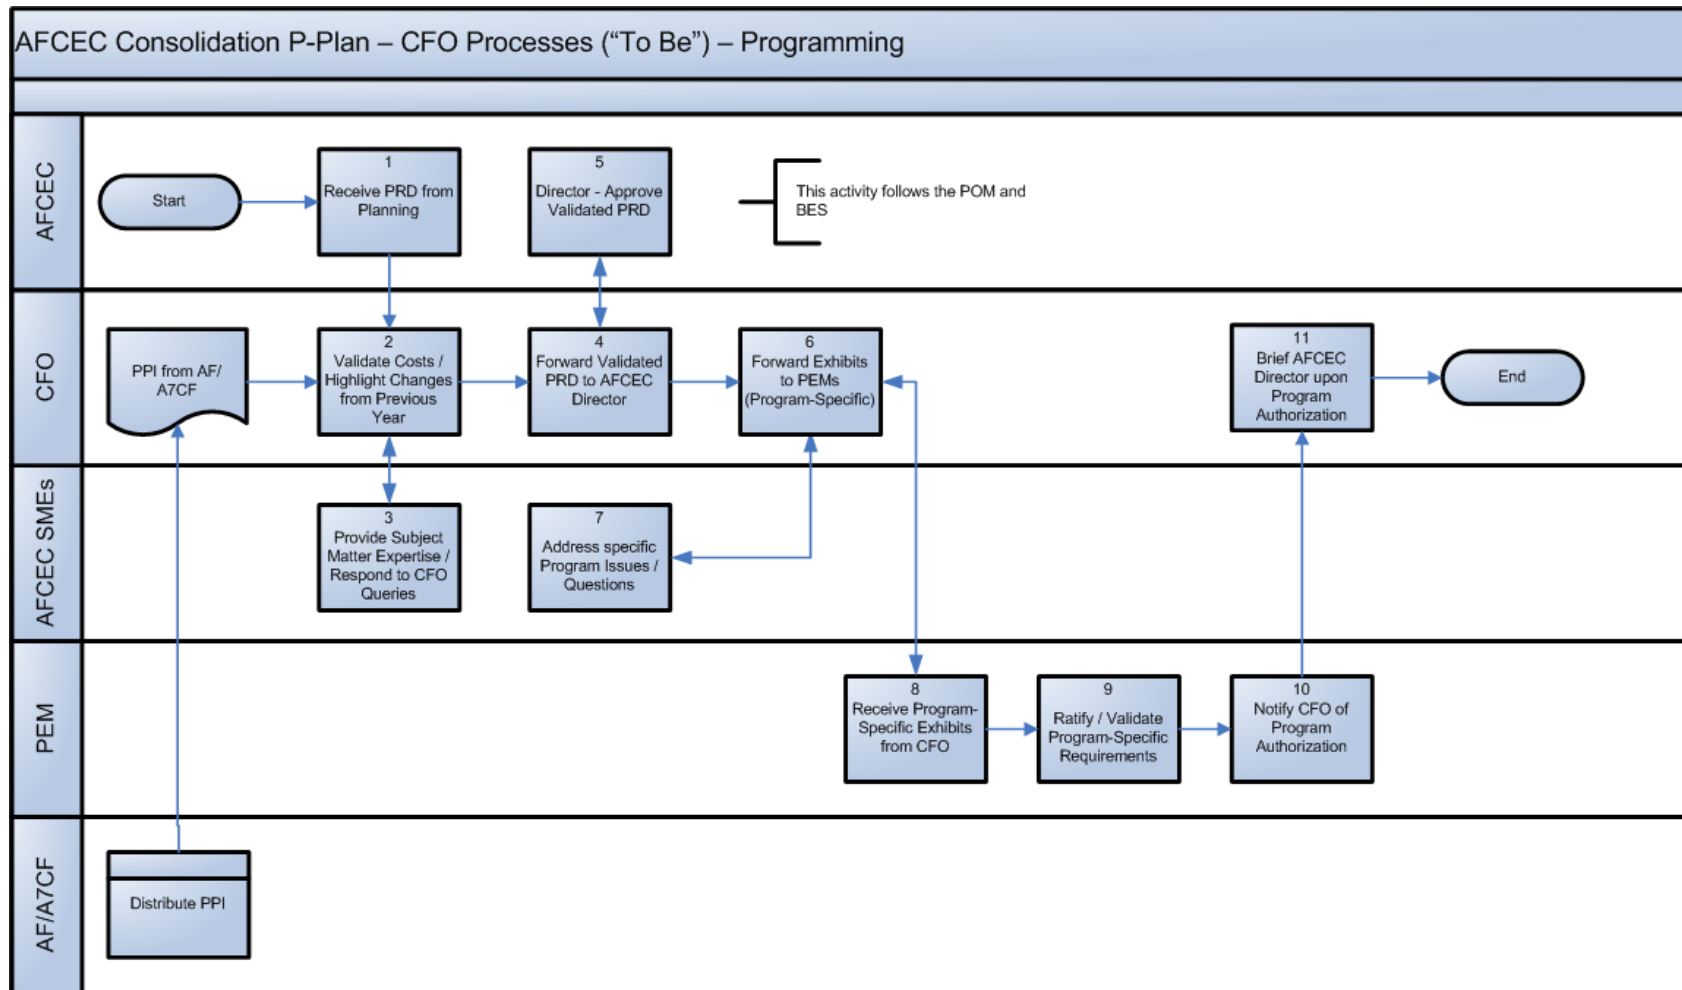 AFCEC Consolidation P-Plan – CFO Processes (“To Be”) – Programming
AFCEC
Start
1
Receive PRD from
Planning
5
Director - Approve
Validated PRD
This activity follows the POM and
BES
CFO
PPI from AF/
A7CF
2
Validate Costs /
Highlight Changes
from Previous
Year
4
Forward Validated
PRD to AFCEC
Director
6
Forward Exhibits
to PEMs
(Program-Specific)
11
Brief AFCEC
Director upon
Program
Authorization
End
AFCEC SMEs
3
Provide Subject
Matter Expertise /
Respond to CFO
Queries
7
Address specific
Program Issues /
Questions
PEM
8
Receive Program-
Specific Exhibits
from CFO
9
Ratify / Validate
Program-Specific
Requirements
10
Notify CFO of
Program
Authorization
AF/A7CF
Distribute PPI